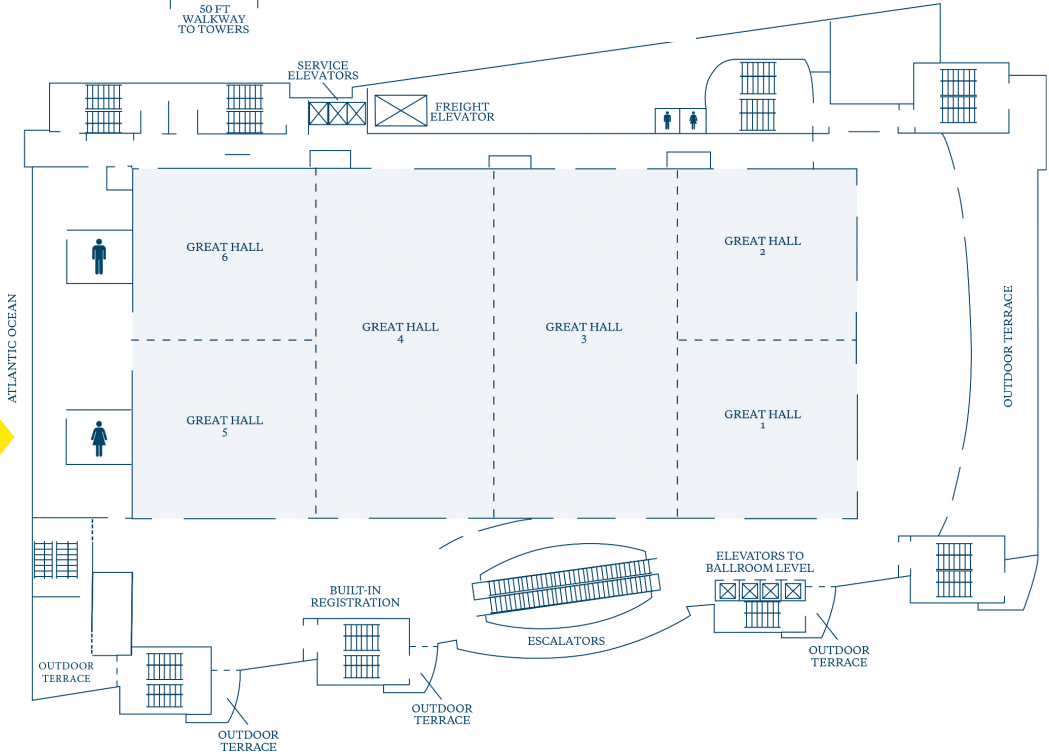 50 FT
WALKWAY
TO TOWERS
SERVICE
ELEVATORS
FREIGHT
ELEVATOR
GREAT HALL
6
GREAT HALL
2
GREAT HALL
4
GREAT HALL
3
ATLANTIC OCEAN
OUTDOOR TERRACE
GREAT HALL
5
GREAT HALL
1
ELEVATORS TO
BALLROOM LEVEL
BUILT-IN
REGISTRATION
ESCALATORS
OUTDOOR
TERRACE
OUTDOOR
TERRACE
OUTDOOR
TERRACE
OUTDOOR
TERRACE